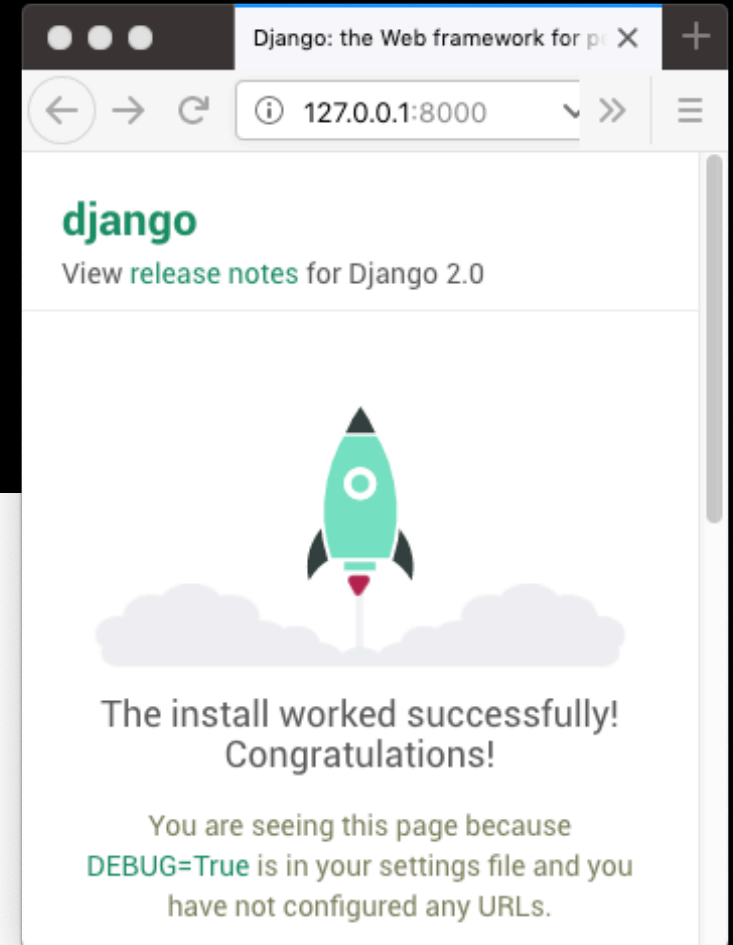 Django: the Web framework for
127.0.0.1:8000
django
View release notes for Django 2.0
The install worked successfully!
Congratulations!
You are seeing this page because
DEBUG=True is in your settings file and you
have not configured any URLs.